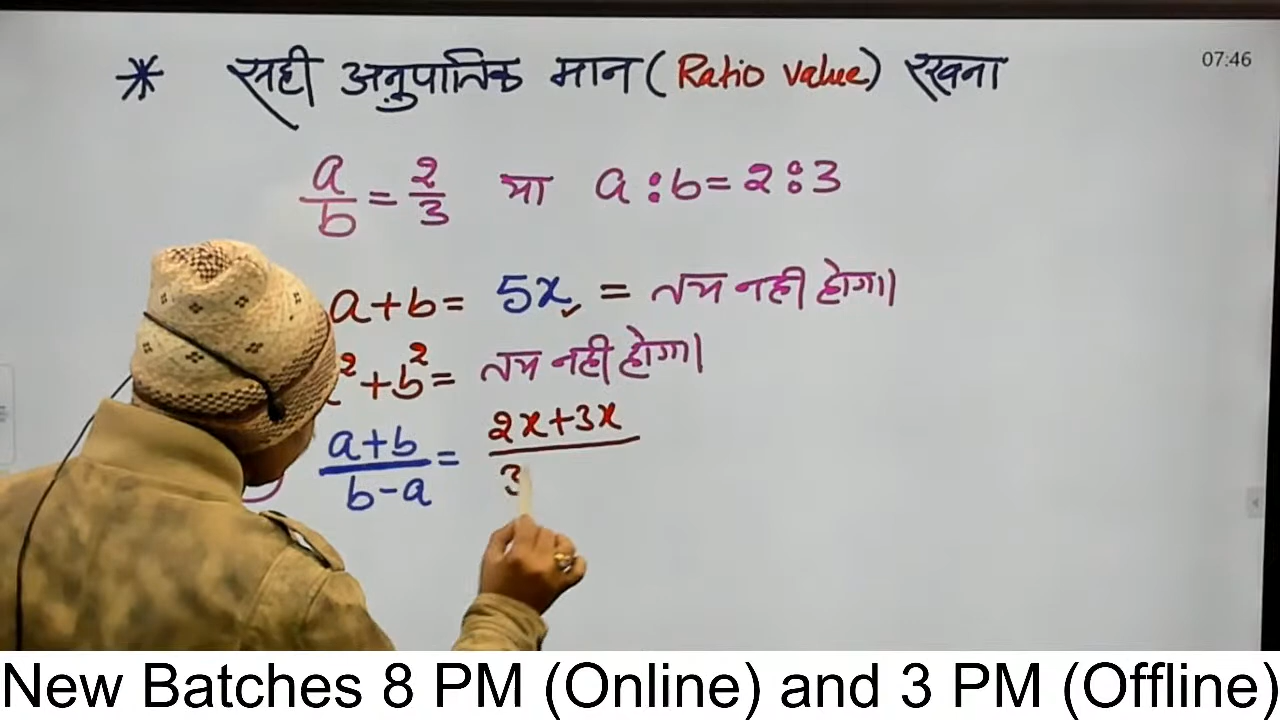 07:46
* सही अनुपातिक मान (Ratio value) रखना
a/b = 2/3 या a:b = 2:3
a+b = 5x = तय नही होगा।
²+b² = तय नही होगा।
a+b/b-a = 2x+3x/3
New Batches 8 PM (Online) and 3 PM (Offline)